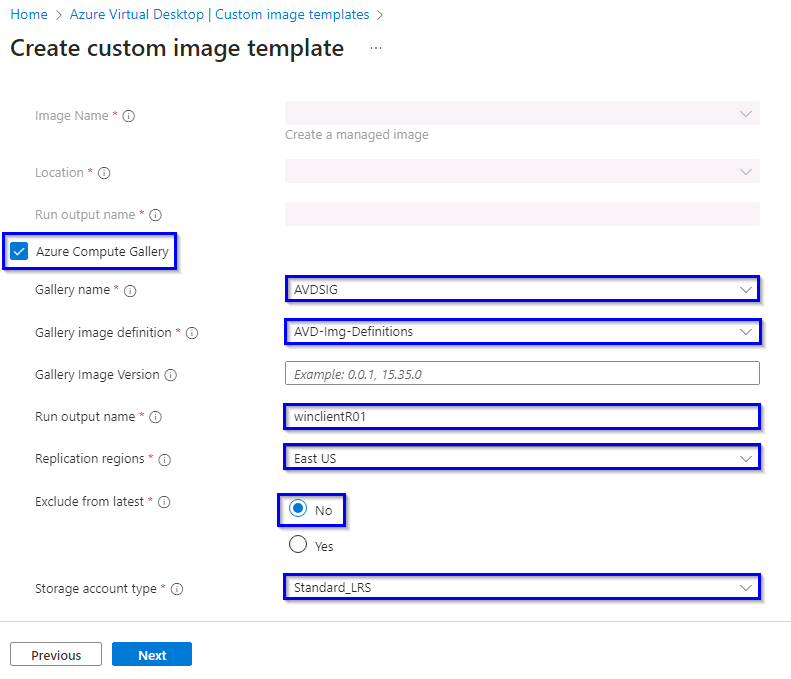 Home > Azure Virtual Desktop | Custom image templates >
Create custom image template ...
Image Name *
Create a managed image
Location *
Run output name *
Azure Compute Gallery
Gallery name * AVDSIG
Gallery image definition * AVD-Img-Definitions
Gallery Image Version Example: 0.0.1, 15.35.0
Run output name * winclientR01
Replication regions * East US
Exclude from latest * No
Yes
Storage account type * Standard_LRS
Previous Next